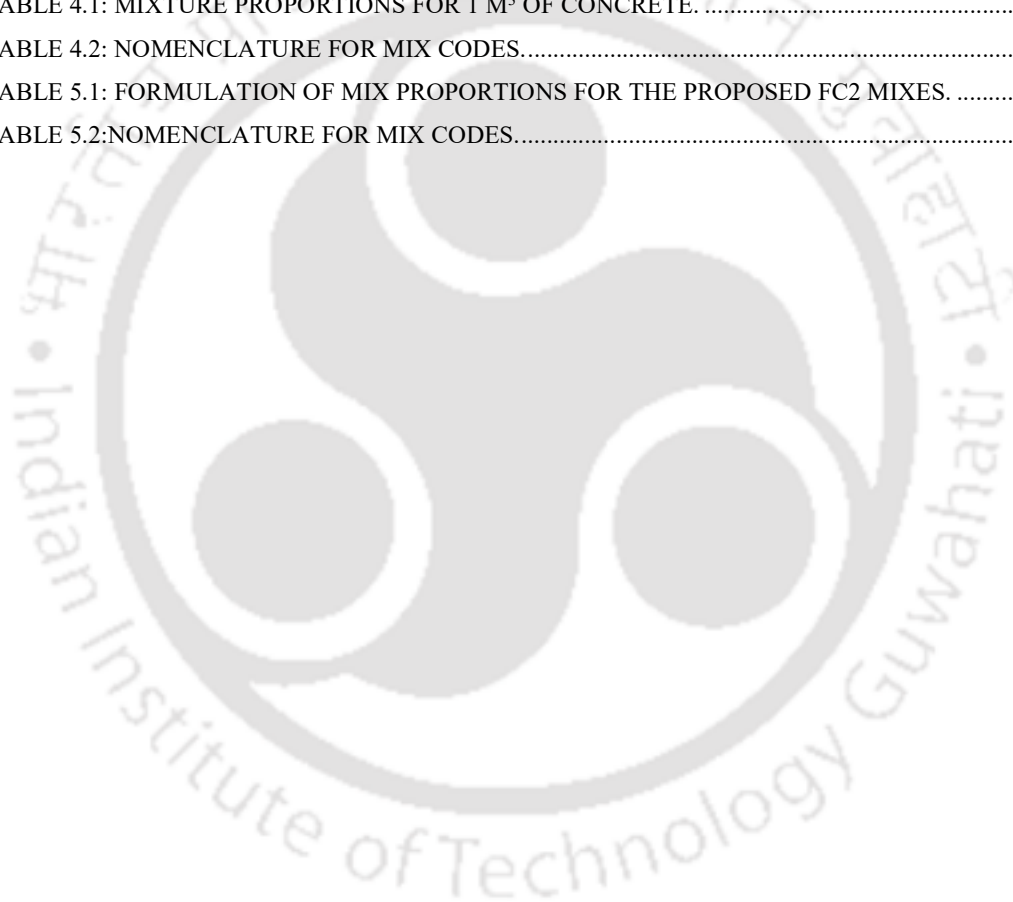 ABLE 4.1: MIXTURE PROPORTIONS FOR 1 M³ OF CONCRETE. ................................................
ABLE 4.2: NOMENCLATURE FOR MIX CODES.............................................................................
ABLE 5.1: FORMULATION OF MIX PROPORTIONS FOR THE PROPOSED FC2 MIXES. .........
ABLE 5.2:NOMENCLATURE FOR MIX CODES..............................................................................
Indian Institute of Technology Guwahati